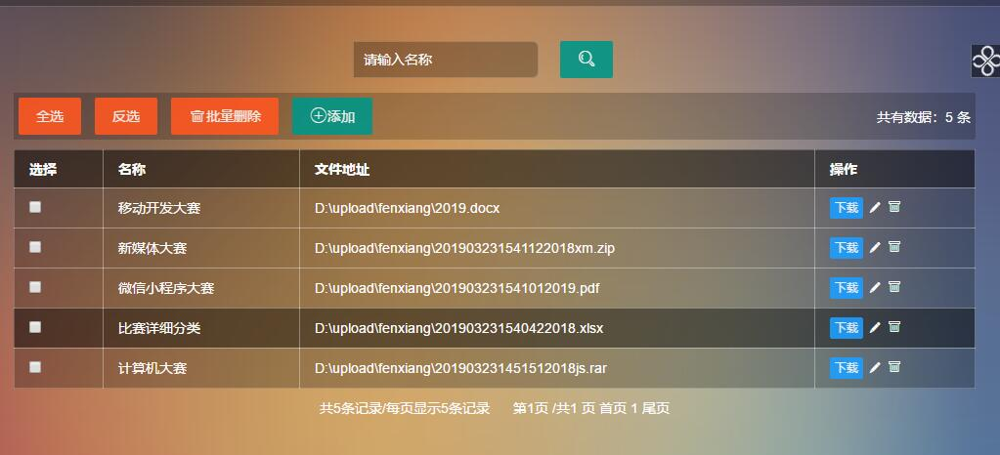 请输入名称
全选 反选 批量删除 添加 共有数据：5 条
选择 名称 文件地址 操作
移动开发大赛 D:\upload\fenxiang\2019.docx 下载
新媒体大赛 D:\upload\fenxiang\201903231541122018xm.zip 下载
微信小程序大赛 D:\upload\fenxiang\201903231541012019.pdf 下载
比赛详细分类 D:\upload\fenxiang\201903231540422018.xlsx 下载
计算机大赛 D:\upload\fenxiang\201903231451512018js.rar 下载
共5条记录/每页显示5条记录 第1页 /共1 页 首页 1 尾页